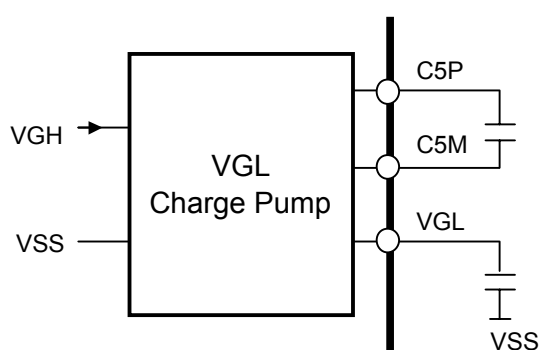 C5P
VGH
C5M
VGL
Charge Pump
VGL
VSS
VSS